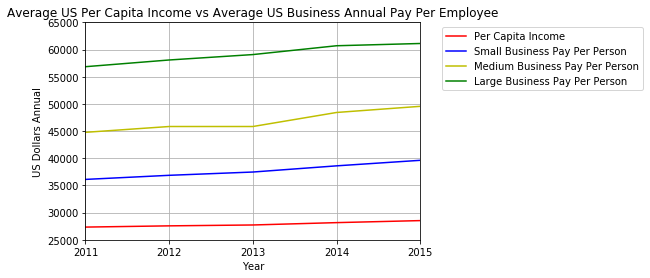 Average US Per Capita Income vs Average US Business Annual Pay Per Employee
65000
60000
55000
50000
45000
40000
35000
30000
25000
US Dollars Annual
2011 2012 2013 2014 2015
Year
Per Capita Income
Small Business Pay Per Person
Medium Business Pay Per Person
Large Business Pay Per Person